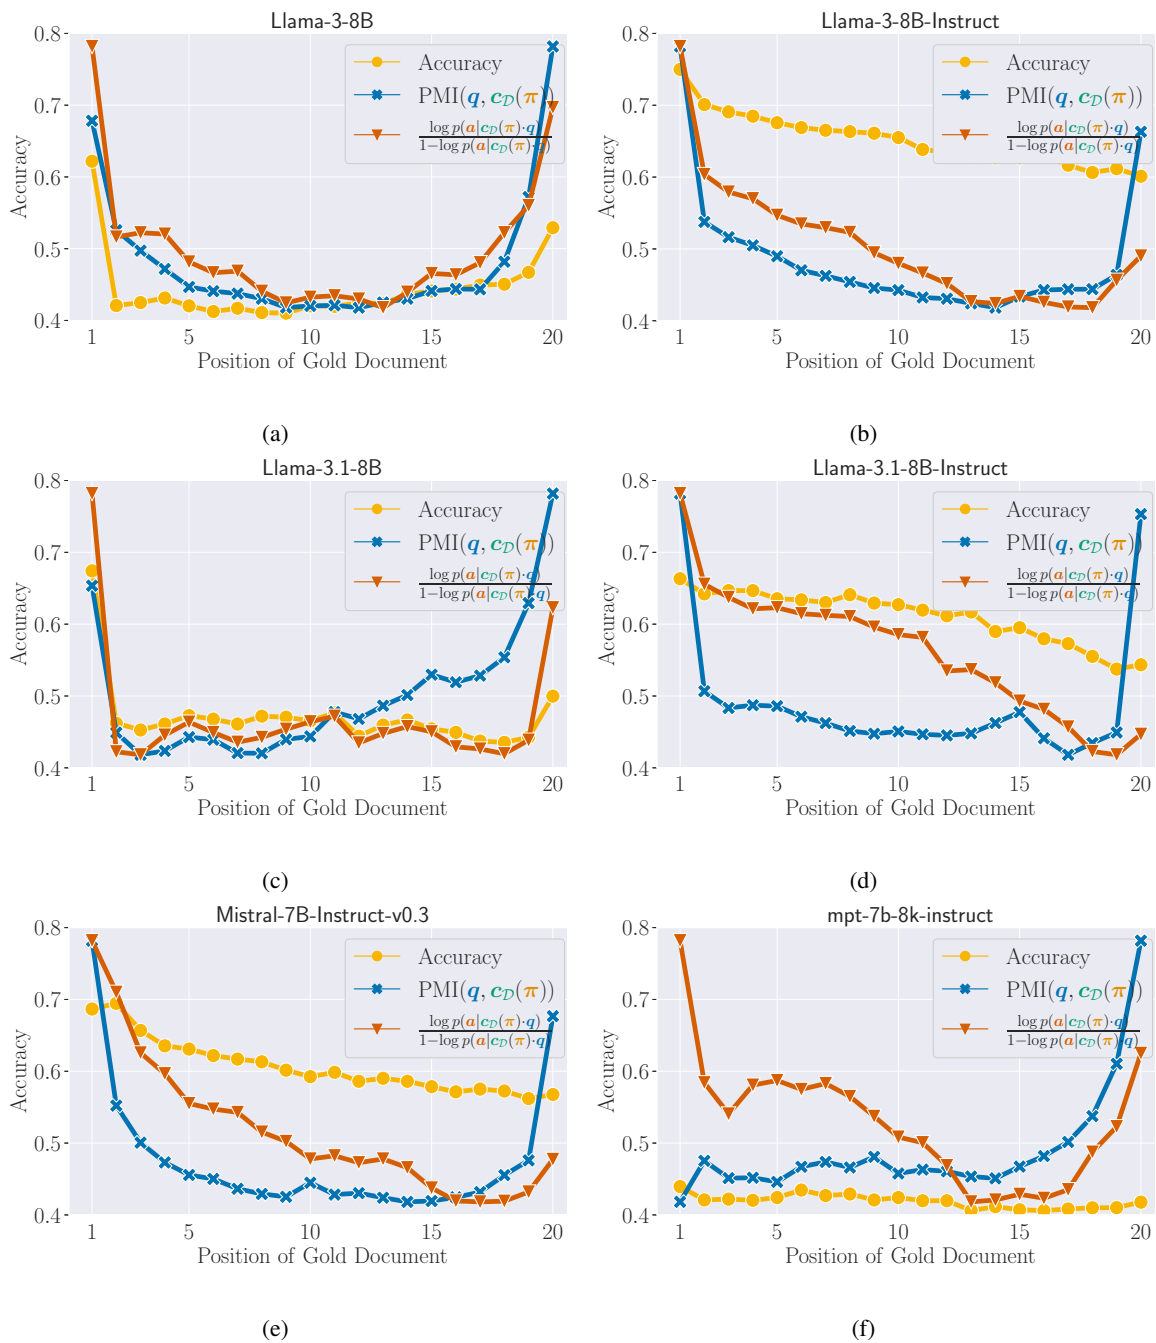 Llama-3-8B
Accuracy
0.8
0.7
0.6
0.5
0.4
Accuracy
PMI(q, c_D(π))
log p(a|c_D(π)·q)
1−log p(a|c_D(π)·q)
1 5 10 15 20
Position of Gold Document
(a)
Llama-3-8B-Instruct
Accuracy
0.8
0.7
0.6
0.5
0.4
Accuracy
PMI(q, c_D(π))
log p(a|c_D(π)·q)
1−log p(a|c_D(π)·q)
1 5 10 15 20
Position of Gold Document
(b)
Llama-3.1-8B
Accuracy
0.8
0.7
0.6
0.5
0.4
Accuracy
PMI(q, c_D(π))
log p(a|c_D(π)·q)
1−log p(a|c_D(π)·q)
1 5 10 15 20
Position of Gold Document
(c)
Llama-3.1-8B-Instruct
Accuracy
0.8
0.7
0.6
0.5
0.4
Accuracy
PMI(q, c_D(π))
log p(a|c_D(π)·q)
1−log p(a|c_D(π)·q)
1 5 10 15 20
Position of Gold Document
(d)
Mistral-7B-Instruct-v0.3
Accuracy
0.8
0.7
0.6
0.5
0.4
Accuracy
PMI(q, c_D(π))
log p(a|c_D(π)·q)
1−log p(a|c_D(π)·q)
1 5 10 15 20
Position of Gold Document
(e)
mpt-7b-8k-instruct
Accuracy
0.8
0.7
0.6
0.5
0.4
Accuracy
PMI(q, c_D(π))
log p(a|c_D(π)·q)
1−log p(a|c_D(π)·q)
1 5 10 15 20
Position of Gold Document
(f)